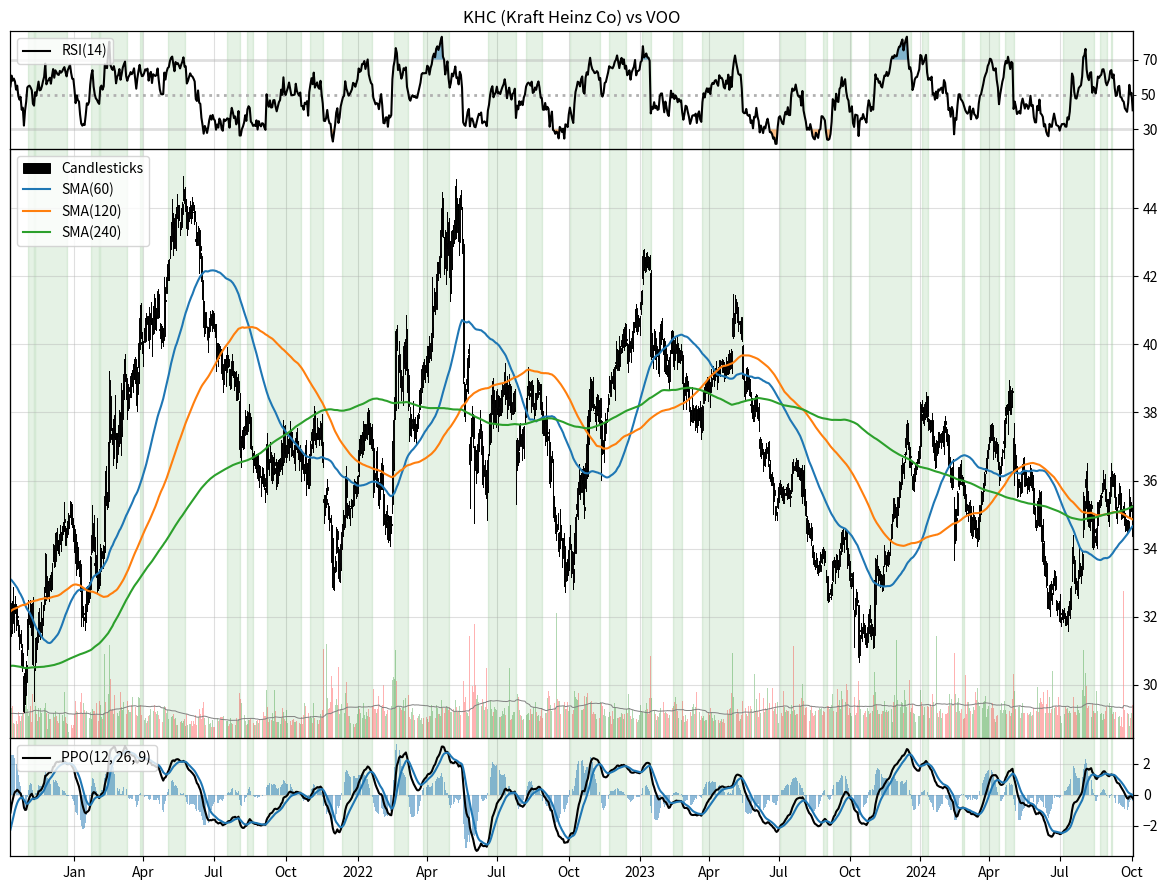 KHC (Kraft Heinz Co) vs VOO
RSI(14)
70
50
30
Candlesticks
SMA(60)
SMA(120)
SMA(240)
44
42
40
38
36
34
32
30
PPO(12, 26, 9)
2
0
−2
Jan Apr Jul Oct 2022 Apr Jul Oct 2023 Apr Jul Oct 2024 Apr Jul Oct